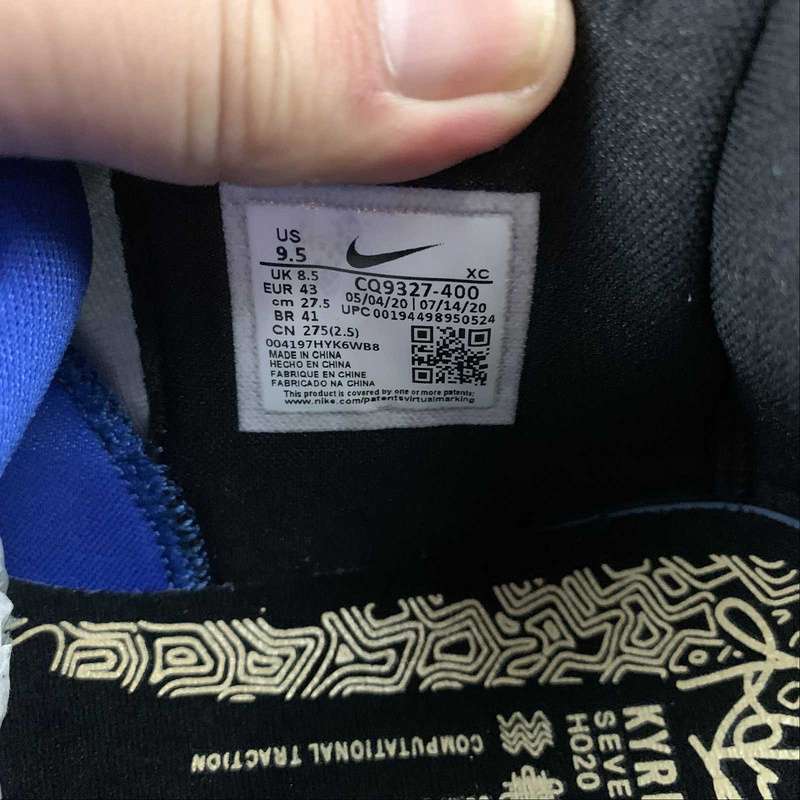 US
9.5
XC
UK 8.5
EUR 43
cm 27.5
BR 41
CN 275(2.5)
CQ9327-400
05/04/20 | 07/14/20
UPC 00194498950524
004197HYK6WB8
MADE IN CHINA
HECHO EN CHINA
FABRIQUE EN CHINE
FABRICADO NA CHINA
This product is covered by one or more patents:
www.nike.com/patentsvirtualmarking
COMPUTATIONAL TRACTION
KYRI
SEVE
HO20